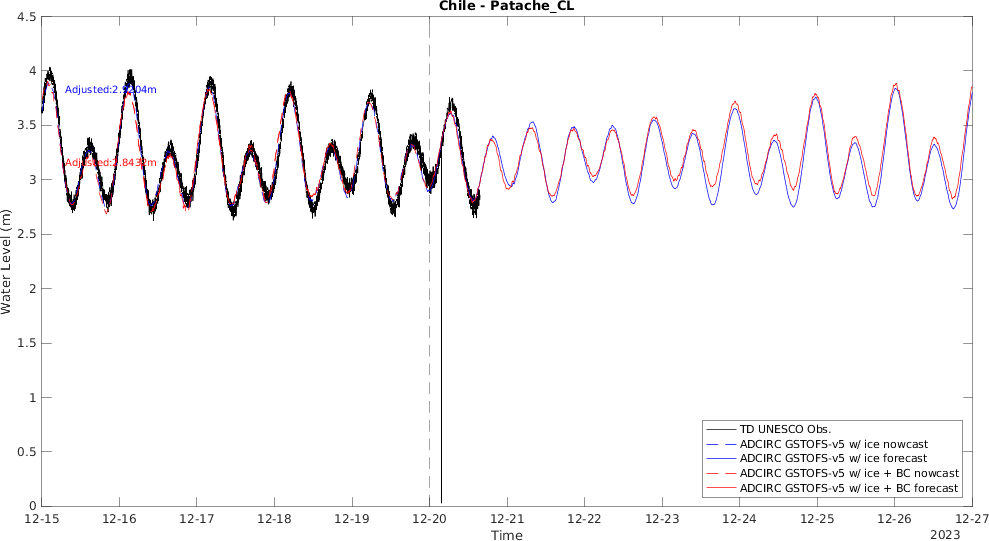 Chile - Patache_CL
4.5
4
3.5
3
2.5
2
1.5
1
0.5
0
Water Level (m)
Adjusted:2.9204m
12-15
12-16
12-17
12-18
12-19
12-20
12-21
12-22
12-23
12-24
12-25
12-26
12-27
Time
2023
TD UNESCO Obs.
ADCIRC GSTOFS-v5 w/ ice nowcast
ADCIRC GSTOFS-v5 w/ ice forecast
ADCIRC GSTOFS-v5 w/ ice + BC nowcast
ADCIRC GSTOFS-v5 w/ ice + BC forecast